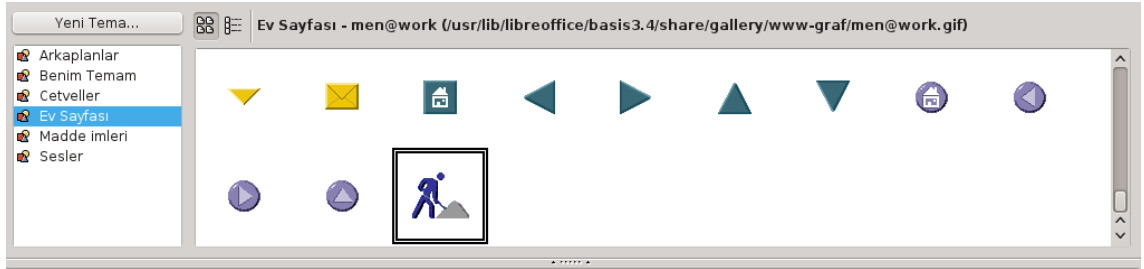 Yeni Tema...
Ev Sayfası - men@work (/usr/lib/libreoffice/basis3.4/share/gallery/www-graf/men@work.gif)
Arkaplanlar
Benim Temam
Cetveller
Ev Sayfası
Madde imleri
Sesler